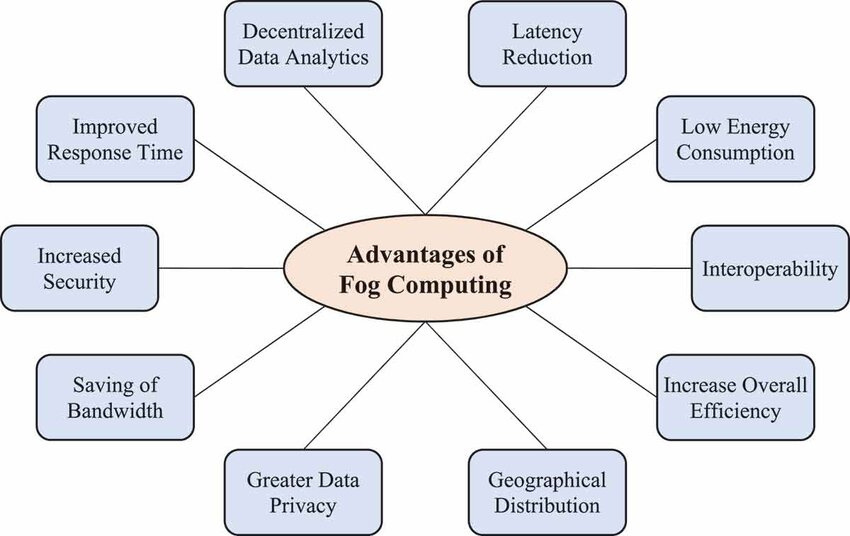 Decentralized
Data Analytics
Latency
Reduction
Improved
Response Time
Low Energy
Consumption
Increased
Security
Advantages of
Fog Computing
Interoperability
Saving of
Bandwidth
Increase Overall
Efficiency
Greater Data
Privacy
Geographical
Distribution